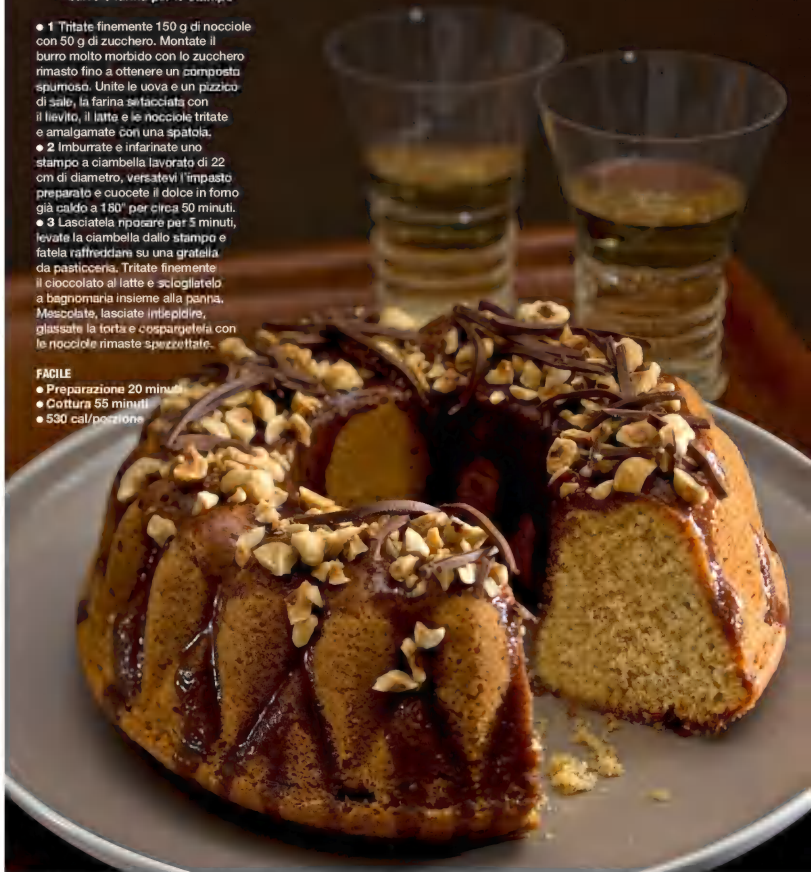 ● 1 Tritate finemente 150 g di nocciole
con 50 g di zucchero. Montate il
burro molto morbido con lo zucchero
rimasto fino a ottenere un composto
spumoso. Unite le uova e un pizzico
di sale, la farina setacciata con
il lievito, il latte e le nocciole tritate
e amalgamate con una spatola.
● 2 Imburrate e infarinate uno
stampo a ciambella lavorato di 22
cm di diametro, versatevi l'impasto
preparato e cuocete il dolce in forno
già caldo a 180° per circa 50 minuti.
● 3 Lasciatela riposare per 5 minuti,
levate la ciambella dallo stampo e
fatela raffreddare su una gratella
da pasticceria. Tritate finemente
il cioccolato al latte e scioglietelo
a bagnomaria insieme alla panna.
Mescolate, lasciate intiepidire,
glassate la torta e cospargetela con
le nocciole rimaste spezzettate.
FACILE
● Preparazione 20 minuti
● Cottura 55 minuti
● 530 cal/porzione